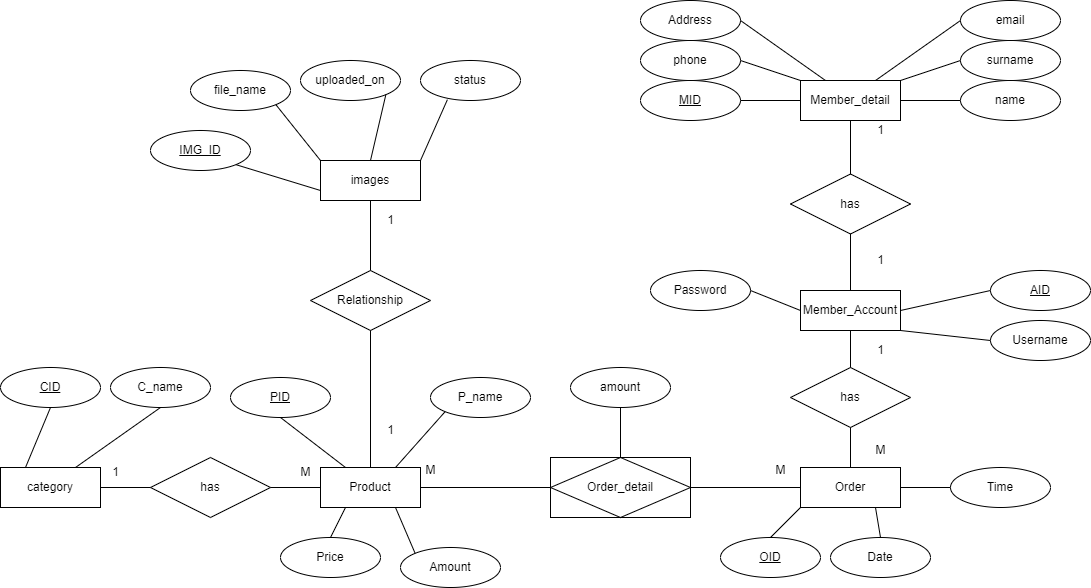 Address
email
phone
surname
uploaded_on
status
file_name
MID
Member_detail
name
1
IMG_ID
images
has
1
1
Relationship
Password
AID
Member_Account
Username
1
CID
C_name
PID
P_name
amount
has
1
M
1
M
M
M
category
has
Product
Order_detail
Order
Time
Price
Amount
OID
Date